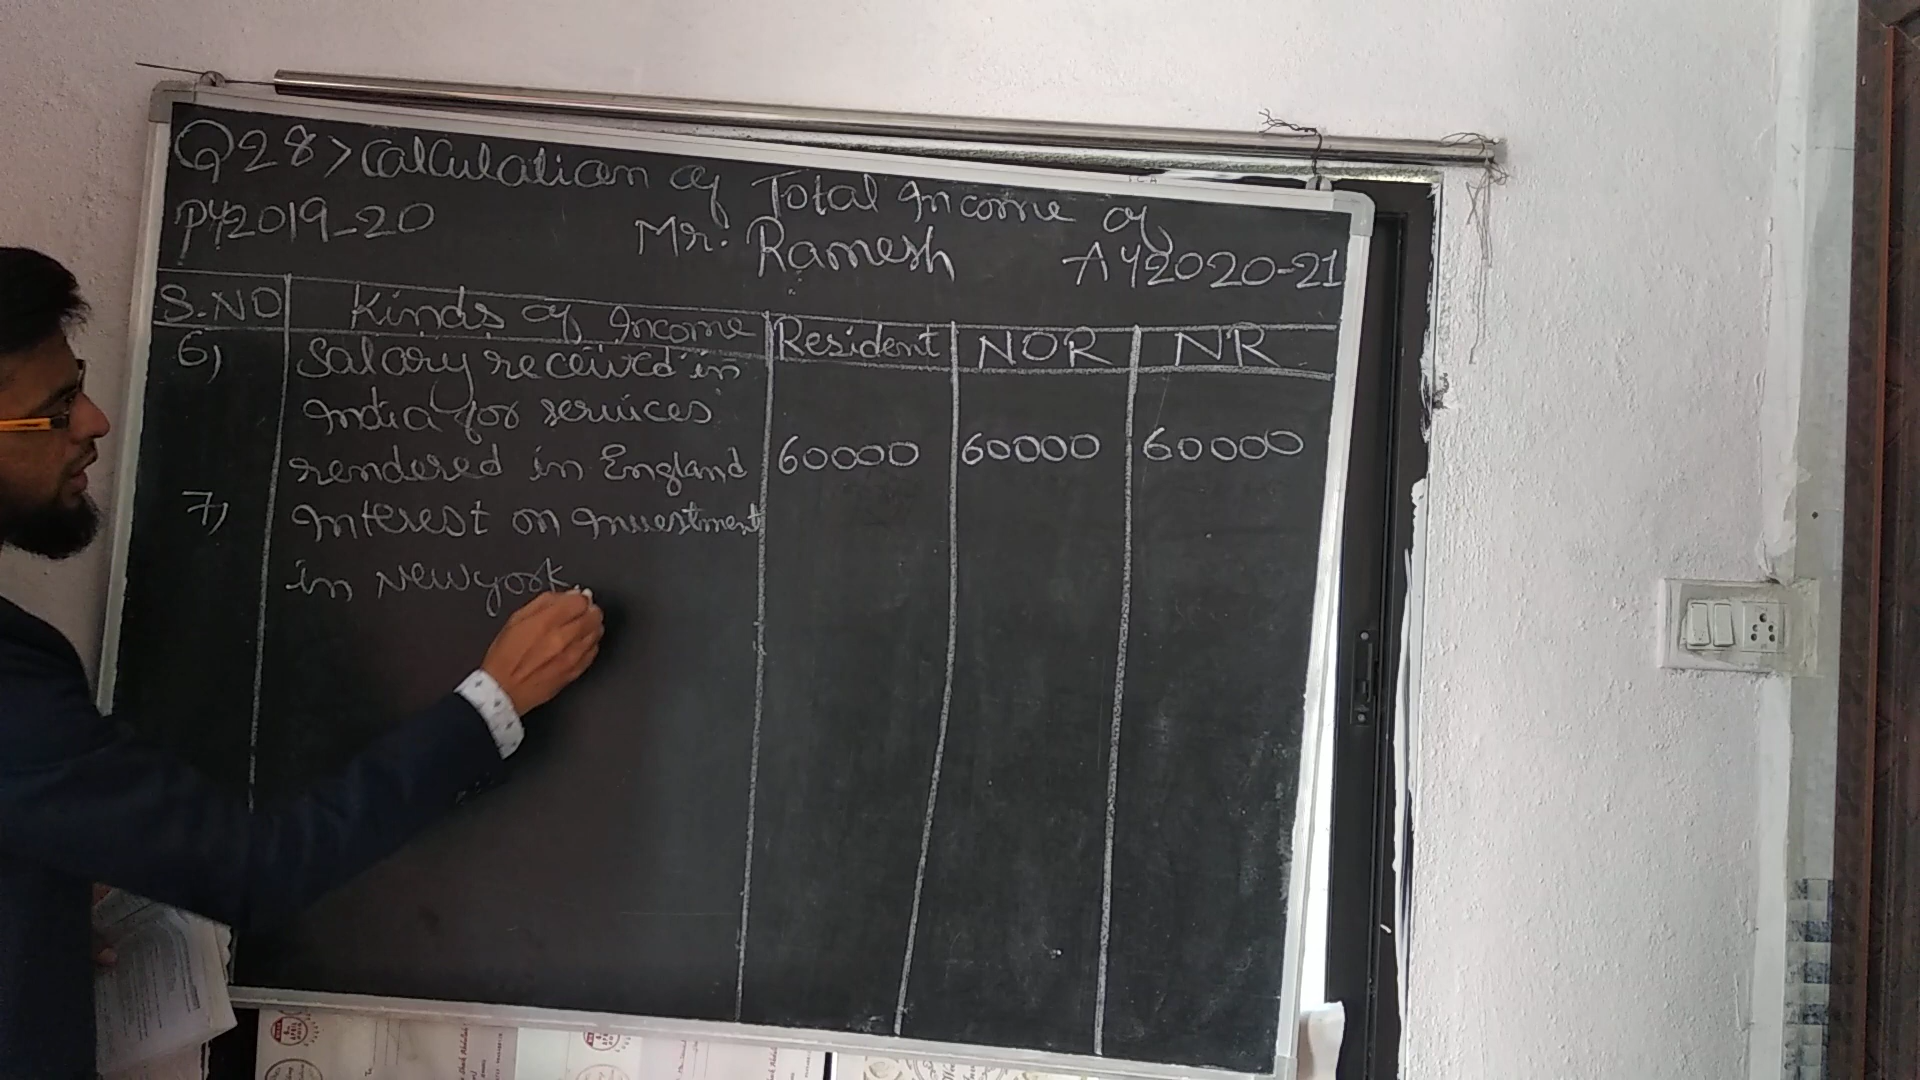 Q28> Calculation of Total Income of
PY2019-20 Mr. Ramesh AY2020-21
S.NO Kinds of Income Resident NOR NR
6) Salary received in
India for services
rendered in England 60000 60000 60000
7) Interest on Investment
in Newyork